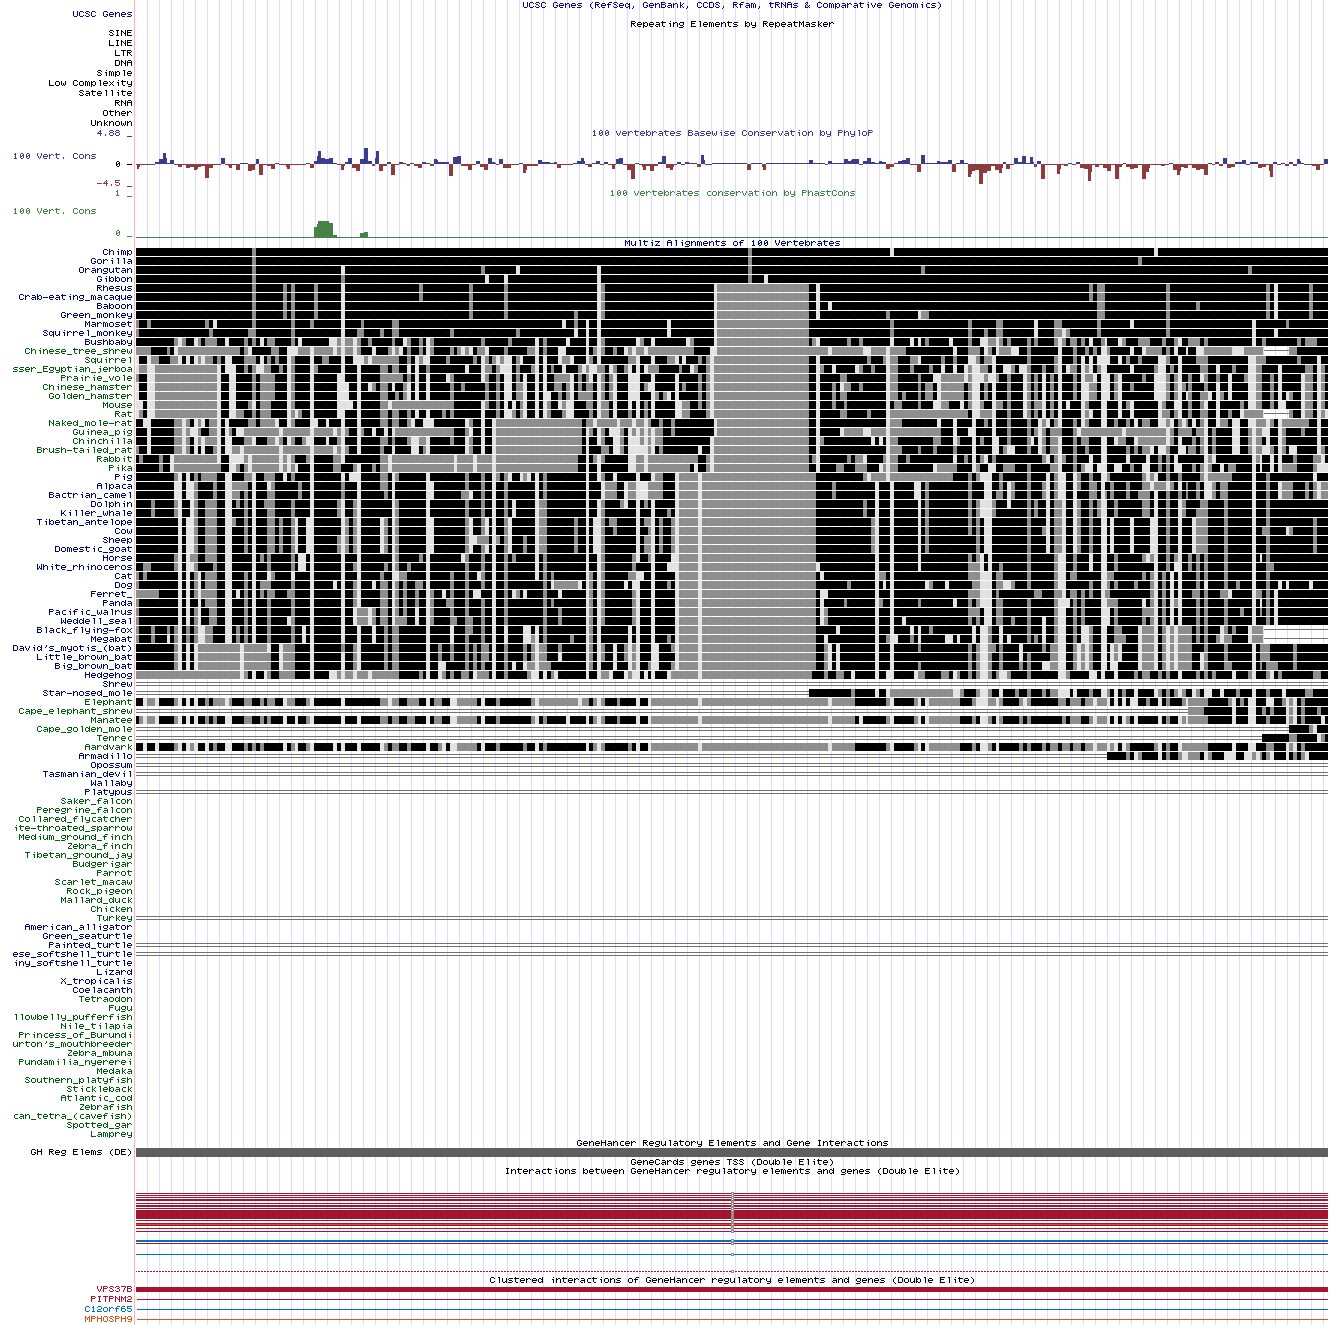 UCSC Genes (RefSeq, GenBank, CCDS, Rfam, tRNAs & Comparative Genomics)
UCSC Genes
Repeating Elements by RepeatMasker
SINE
LINE
LTR
DNA
Simple
Low Complexity
Satellite
RNA
Other
Unknown
4.88 _
100 vertebrates Basewise Conservation by PhyloP
100 Vert. Cons
0 _
-4.5 _
1 _
100 vertebrates conservation by PhastCons
100 Vert. Cons
0 _
Multiz Alignments of 100 Vertebrates
Chimp
Gorilla
Orangutan
Gibbon
Rhesus
Crab-eating_macaque
Baboon
Green_monkey
Marmoset
Squirrel_monkey
Bushbaby
Chinese_tree_shrew
Squirrel
sser_Egyptian_jerboa
Prairie_vole
Chinese_hamster
Golden_hamster
Mouse
Rat
Naked_mole-rat
Guinea_pig
Chinchilla
Brush-tailed_rat
Rabbit
Pika
Pig
Alpaca
Bactrian_camel
Dolphin
Killer_whale
Tibetan_antelope
Cow
Sheep
Domestic_goat
Horse
White_rhinoceros
Cat
Dog
Ferret_
Panda
Pacific_walrus
Weddell_seal
Black_flying-fox
Megabat
David's_myotis_(bat)
Little_brown_bat
Big_brown_bat
Hedgehog
Shrew
Star-nosed_mole
Elephant
Cape_elephant_shrew
Manatee
Cape_golden_mole
Tenrec
Aardvark
Armadillo
Opossum
Tasmanian_devil
Wallaby
Platypus
Saker_falcon
Peregrine_falcon
Collared_flycatcher
ite-throated_sparrow
Medium_ground_finch
Zebra_finch
Tibetan_ground_jay
Budgerigar
Parrot
Scarlet_macaw
Rock_pigeon
Mallard_duck
Chicken
Turkey
American_alligator
Green_seaturtle
Painted_turtle
ese_softshell_turtle
iny_softshell_turtle
Lizard
X_tropicalis
Coelacanth
Tetraodon
Fugu
llowbelly_pufferfish
Nile_tilapia
Princess_of_Burundi
urton's_mouthbreeder
Zebra_mbuna
Pundamilia_nyererei
Medaka
Southern_platyfish
Stickleback
Atlantic_cod
Zebrafish
can_tetra_(cavefish)
Spotted_gar
Lamprey
GeneHancer Regulatory Elements and Gene Interactions
GH Reg Elems (DE)
GeneCards genes TSS (Double Elite)
Interactions between GeneHancer regulatory elements and genes (Double Elite)
Clustered interactions of GeneHancer regulatory elements and genes (Double Elite)
VPS37B
PITPNM2
C12orf65
MPHOSPH9